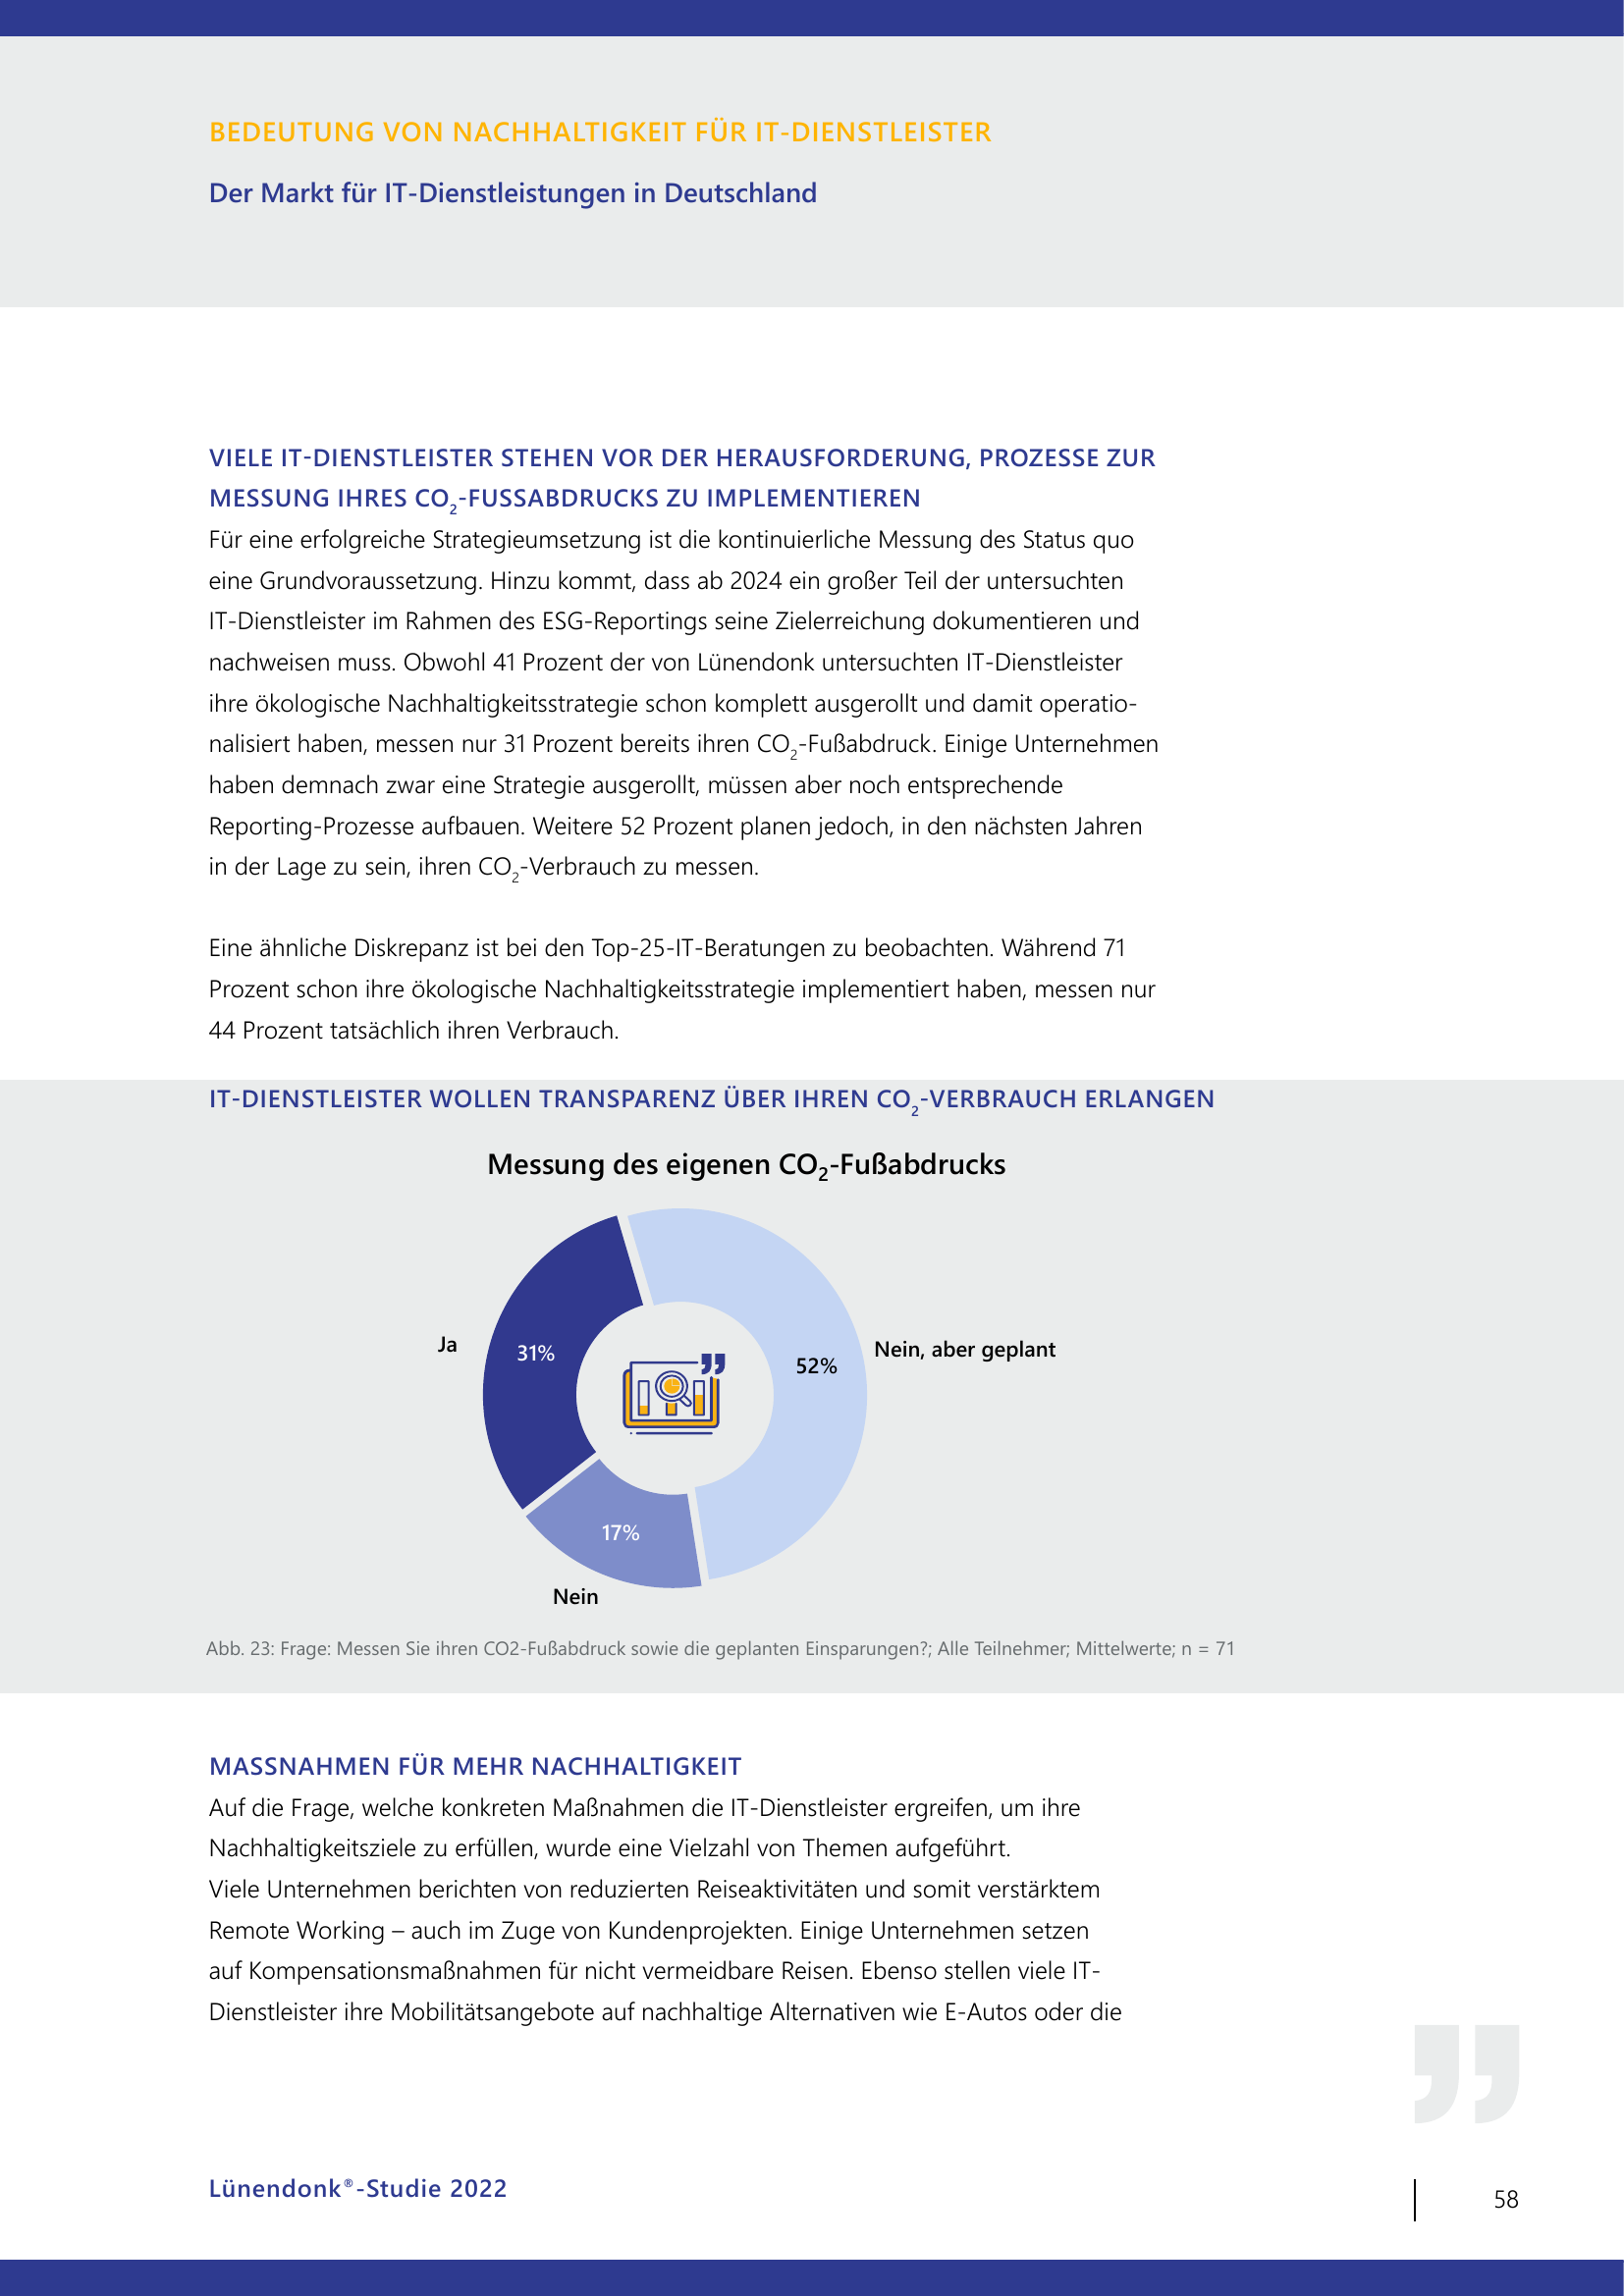 BEDEUTUNG VON NACHHALTIGKEIT FÜR IT-DIENSTLEISTER
Der Markt für IT-Dienstleistungen in Deutschland
VIELE IT-DIENSTLEISTER STEHEN VOR DER HERAUSFORDERUNG, PROZESSE ZUR
MESSUNG IHRES CO₂-FUSSABDRUCKS ZU IMPLEMENTIEREN
Für eine erfolgreiche Strategieumsetzung ist die kontinuierliche Messung des Status quo
eine Grundvoraussetzung. Hinzu kommt, dass ab 2024 ein großer Teil der untersuchten
IT-Dienstleister im Rahmen des ESG-Reportings seine Zielerreichung dokumentieren und
nachweisen muss. Obwohl 41 Prozent der von Lünendonk untersuchten IT-Dienstleister
ihre ökologische Nachhaltigkeitsstrategie schon komplett ausgerollt und damit operatio-
nalisiert haben, messen nur 31 Prozent bereits ihren CO₂-Fußabdruck. Einige Unternehmen
haben demnach zwar eine Strategie ausgerollt, müssen aber noch entsprechende
Reporting-Prozesse aufbauen. Weitere 52 Prozent planen jedoch, in den nächsten Jahren
in der Lage zu sein, ihren CO₂-Verbrauch zu messen.
Eine ähnliche Diskrepanz ist bei den Top-25-IT-Beratungen zu beobachten. Während 71
Prozent schon ihre ökologische Nachhaltigkeitsstrategie implementiert haben, messen nur
44 Prozent tatsächlich ihren Verbrauch.
IT-DIENSTLEISTER WOLLEN TRANSPARENZ ÜBER IHREN CO₂-VERBRAUCH ERLANGEN
Messung des eigenen CO₂-Fußabdrucks
Ja
31%
52%
Nein, aber geplant
17%
Nein
Abb. 23: Frage: Messen Sie ihren CO2-Fußabdruck sowie die geplanten Einsparungen?; Alle Teilnehmer; Mittelwerte; n = 71
MASSNAHMEN FÜR MEHR NACHHALTIGKEIT
Auf die Frage, welche konkreten Maßnahmen die IT-Dienstleister ergreifen, um ihre
Nachhaltigkeitsziele zu erfüllen, wurde eine Vielzahl von Themen aufgeführt.
Viele Unternehmen berichten von reduzierten Reiseaktivitäten und somit verstärktem
Remote Working – auch im Zuge von Kundenprojekten. Einige Unternehmen setzen
auf Kompensationsmaßnahmen für nicht vermeidbare Reisen. Ebenso stellen viele IT-
Dienstleister ihre Mobilitätsangebote auf nachhaltige Alternativen wie E-Autos oder die
Lünendonk®-Studie 2022
58